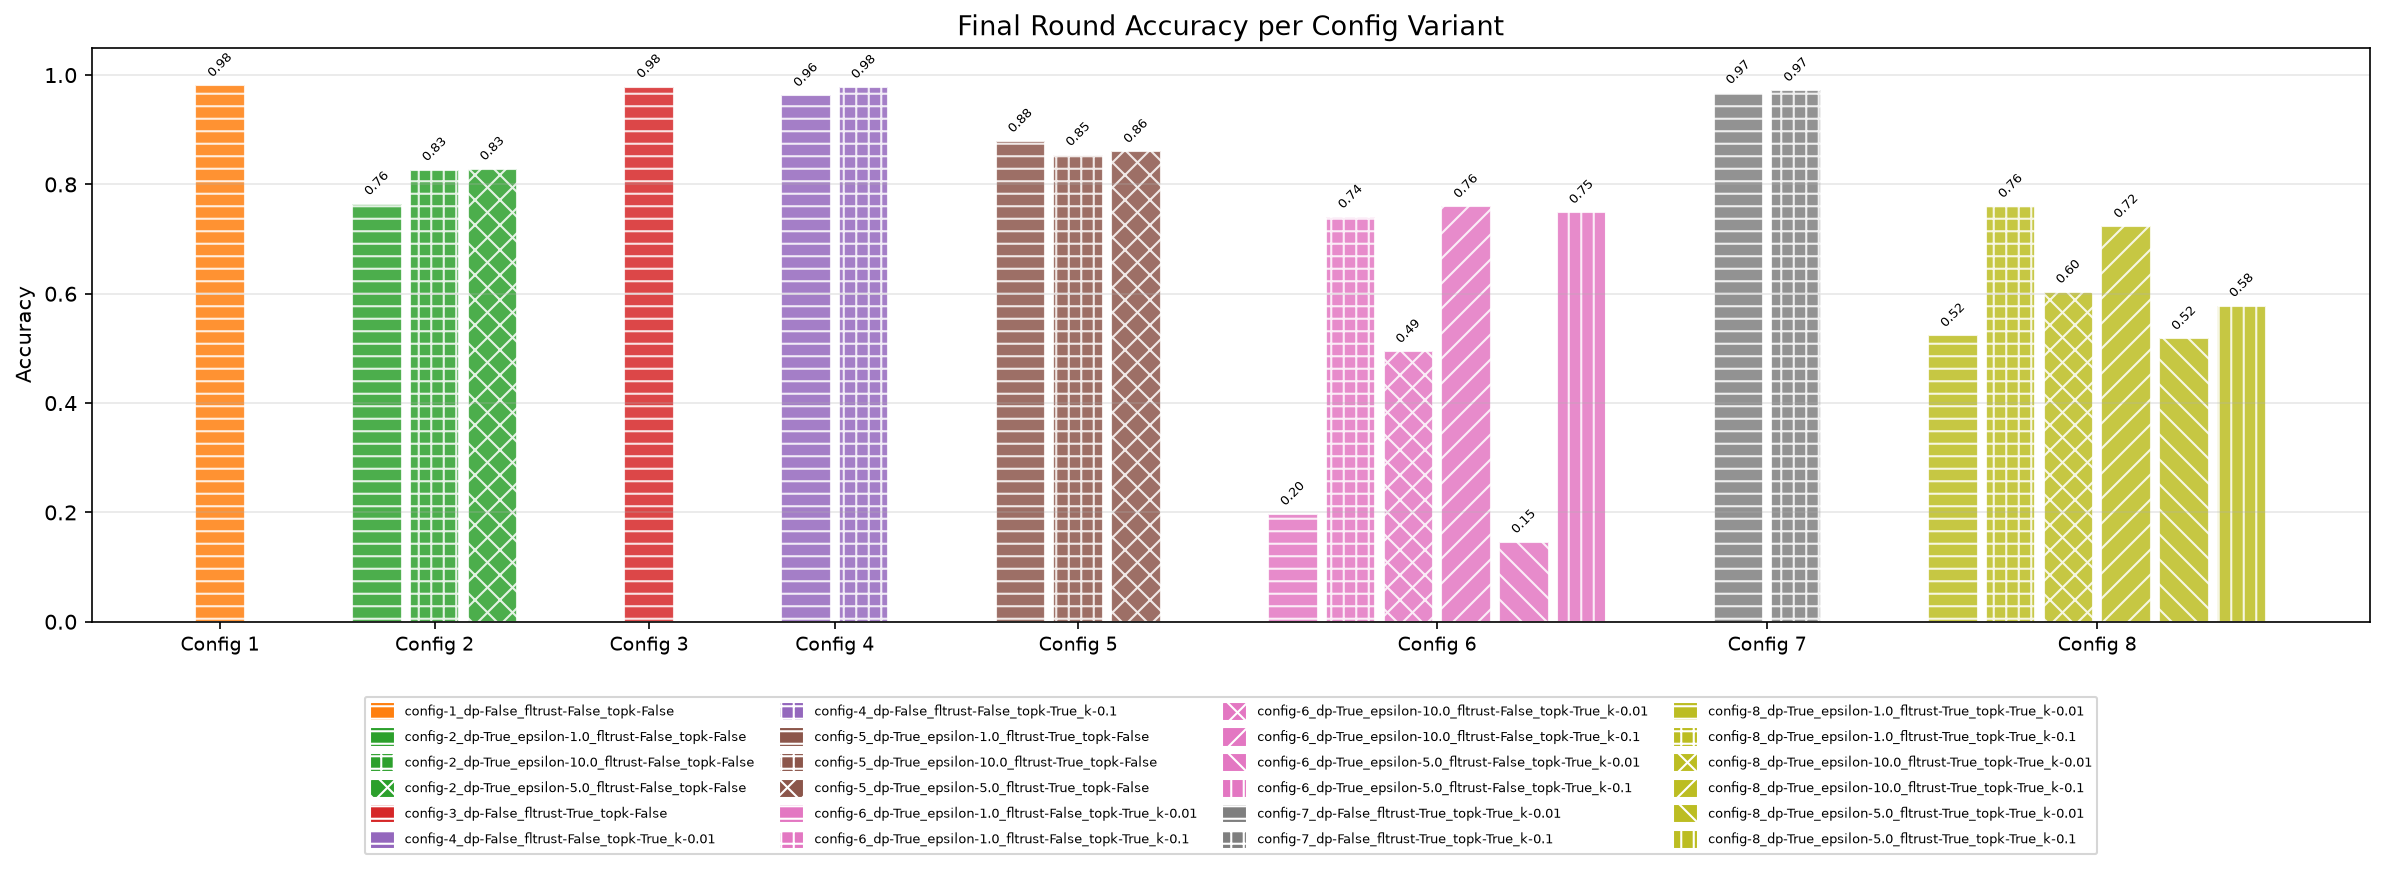 Final Round Accuracy per Config Variant
Accuracy
1.0
0.8
0.6
0.4
0.2
0.0
0.98
0.76
0.83
0.83
0.98
0.96
0.98
0.88
0.85
0.86
0.20
0.74
0.49
0.76
0.15
0.75
0.97
0.97
0.52
0.76
0.60
0.72
0.52
0.58
Config 1
Config 2
Config 3
Config 4
Config 5
Config 6
Config 7
Config 8
config-1_dp-False_fltrust-False_topk-False
config-2_dp-True_epsilon-1.0_fltrust-False_topk-False
config-2_dp-True_epsilon-10.0_fltrust-False_topk-False
config-2_dp-True_epsilon-5.0_fltrust-False_topk-False
config-3_dp-False_fltrust-True_topk-False
config-4_dp-False_fltrust-False_topk-True_k-0.01
config-4_dp-False_fltrust-False_topk-True_k-0.1
config-5_dp-True_epsilon-1.0_fltrust-True_topk-False
config-5_dp-True_epsilon-10.0_fltrust-True_topk-False
config-5_dp-True_epsilon-5.0_fltrust-True_topk-False
config-6_dp-True_epsilon-1.0_fltrust-False_topk-True_k-0.01
config-6_dp-True_epsilon-1.0_fltrust-False_topk-True_k-0.1
config-6_dp-True_epsilon-10.0_fltrust-False_topk-True_k-0.01
config-6_dp-True_epsilon-10.0_fltrust-False_topk-True_k-0.1
config-6_dp-True_epsilon-5.0_fltrust-False_topk-True_k-0.01
config-6_dp-True_epsilon-5.0_fltrust-False_topk-True_k-0.1
config-7_dp-False_fltrust-True_topk-True_k-0.01
config-7_dp-False_fltrust-True_topk-True_k-0.1
config-8_dp-True_epsilon-1.0_fltrust-True_topk-True_k-0.01
config-8_dp-True_epsilon-1.0_fltrust-True_topk-True_k-0.1
config-8_dp-True_epsilon-10.0_fltrust-True_topk-True_k-0.01
config-8_dp-True_epsilon-10.0_fltrust-True_topk-True_k-0.1
config-8_dp-True_epsilon-5.0_fltrust-True_topk-True_k-0.01
config-8_dp-True_epsilon-5.0_fltrust-True_topk-True_k-0.1